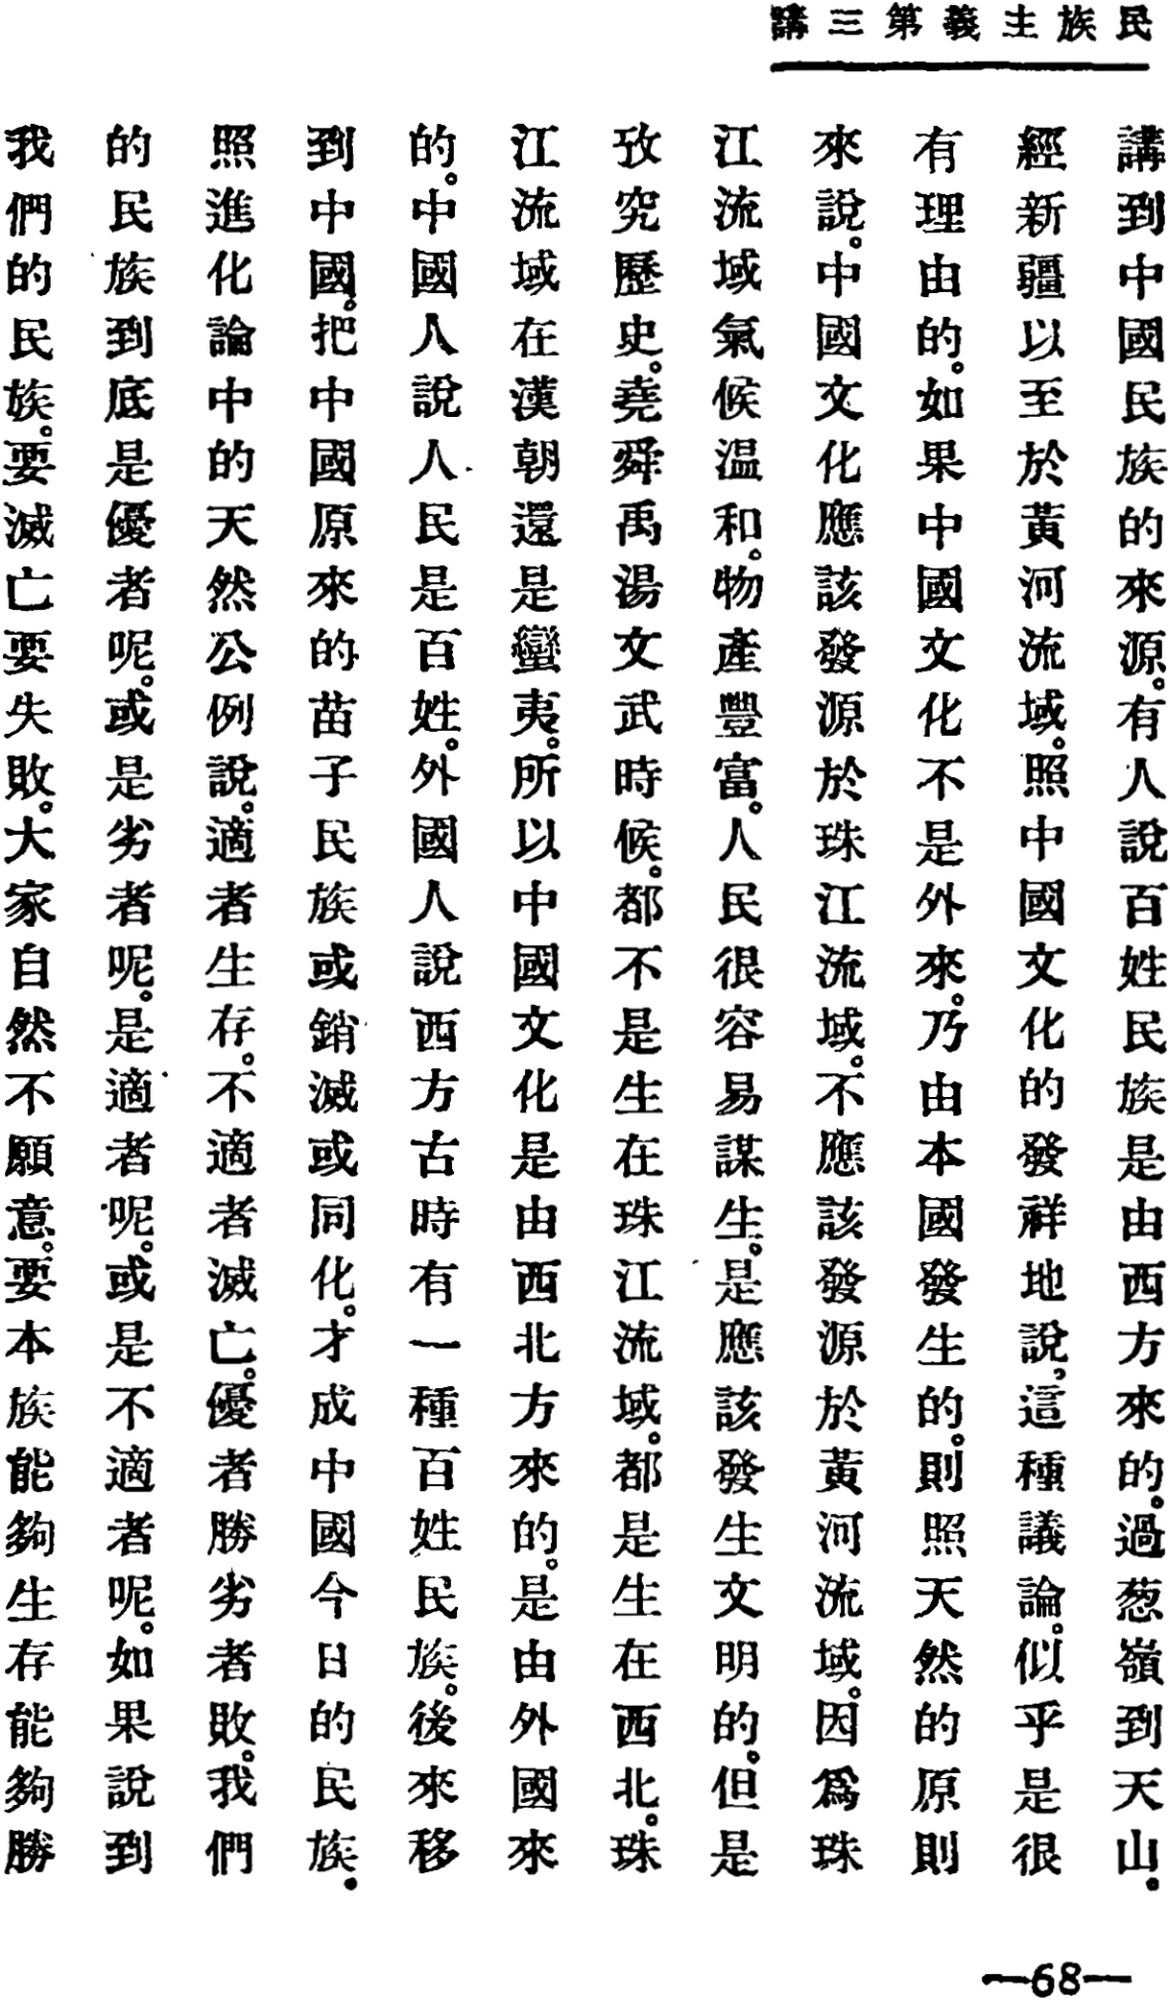 民族主義第三講
講到中國民族的來源。有人說百姓民族是由西方來的。過葱嶺到天山。
經新疆以至於黃河流域。照中國文化的發祥地說,這種議論。似乎是很
有理由的。如果中國文化不是外來。乃由本國發生的。則照天然的原則
來說。中國文化應該發源於珠江流域。不應該發源於黃河流域。因爲珠
江流域氣候温和。物產豐富。人民很容易謀生。是應該發生文明的。但是
攷究歷史。堯舜禹湯文武時候。都不是生在珠江流域。都是生在西北。珠
江流域在漢朝還是蠻夷。所以中國文化是由西北方來的。是由外國來
的。中國人說人民是百姓。外國人說西方古時有一種百姓民族。後來移
到中國。把中國原來的苗子民族或銷滅或同化。才成中國今日的民族。
照進化論中的天然公例說。適者生存。不適者滅亡。優者勝劣者敗。我們
的民族到底是優者呢。或是劣者呢。是適者呢。或是不適者呢。如果說到
我們的民族。要滅亡要失敗。大家自然不願意。要本族能夠生存能夠勝
—68—